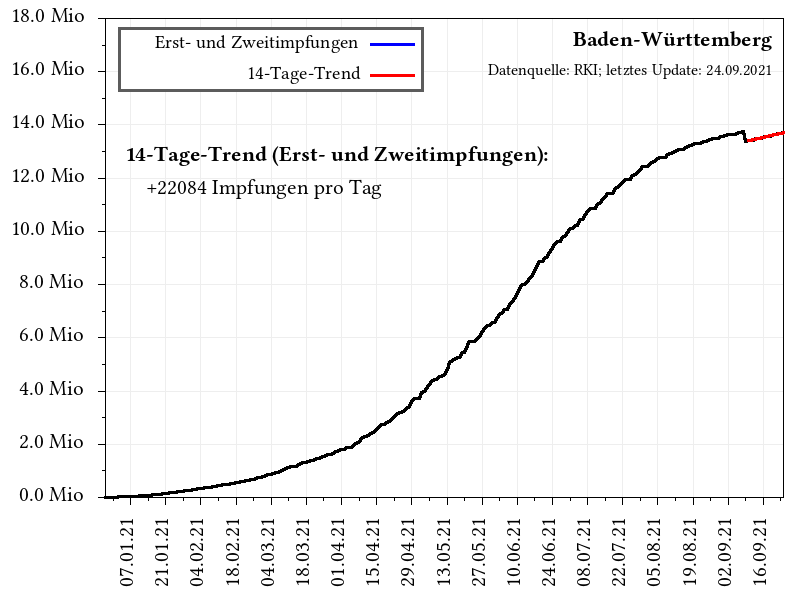 18.0 Mio
16.0 Mio
14.0 Mio
12.0 Mio
10.0 Mio
8.0 Mio
6.0 Mio
4.0 Mio
2.0 Mio
0.0 Mio
Erst- und Zweitimpfungen
14-Tage-Trend
Baden-Württemberg
Datenquelle: RKI; letztes Update: 24.09.2021
14-Tage-Trend (Erst- und Zweitimpfungen):
+22084 Impfungen pro Tag
07.01.21
21.01.21
04.02.21
18.02.21
04.03.21
18.03.21
01.04.21
15.04.21
29.04.21
13.05.21
27.05.21
10.06.21
24.06.21
08.07.21
22.07.21
05.08.21
19.08.21
02.09.21
16.09.21